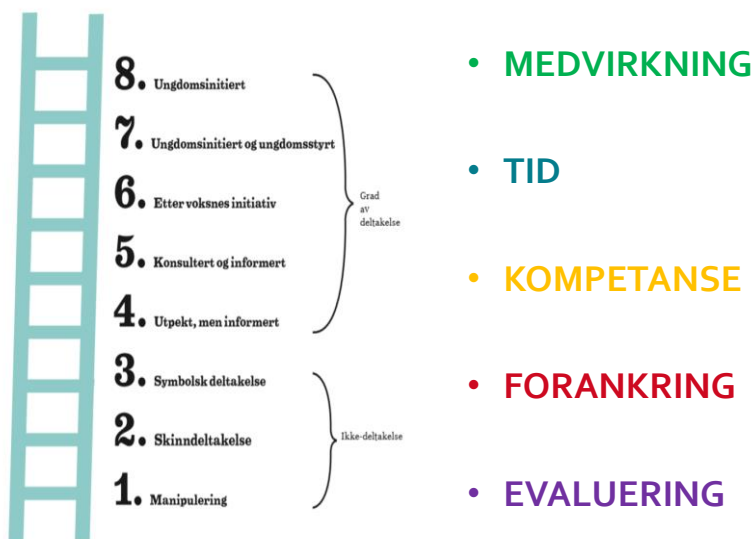 8. Ungdomsinitiert
7. Ungdomsinitiert og ungdomsstyrt
6. Etter voksnes initiativ
5. Konsultert og informert
4. Utpekt, men informert
3. Symbolsk deltakelse
2. Skinndeltakelse
1. Manipulering
Grad
av
deltakelse
Ikke-deltakelse
• MEDVIRKNING
• TID
• KOMPETANSE
• FORANKRING
• EVALUERING